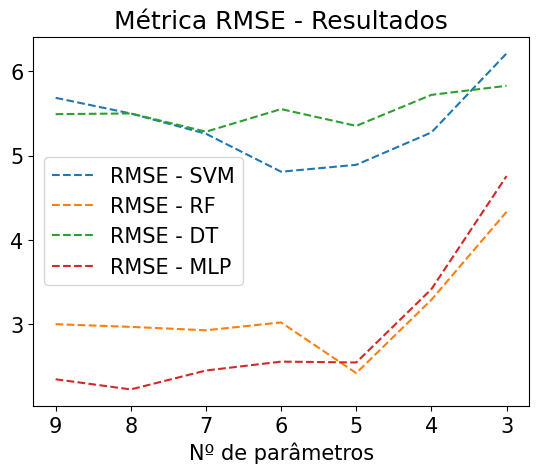 Métrica RMSE - Resultados
6
5
4
3
RMSE - SVM
RMSE - RF
RMSE - DT
RMSE - MLP
9 8 7 6 5 4 3
Nº de parâmetros